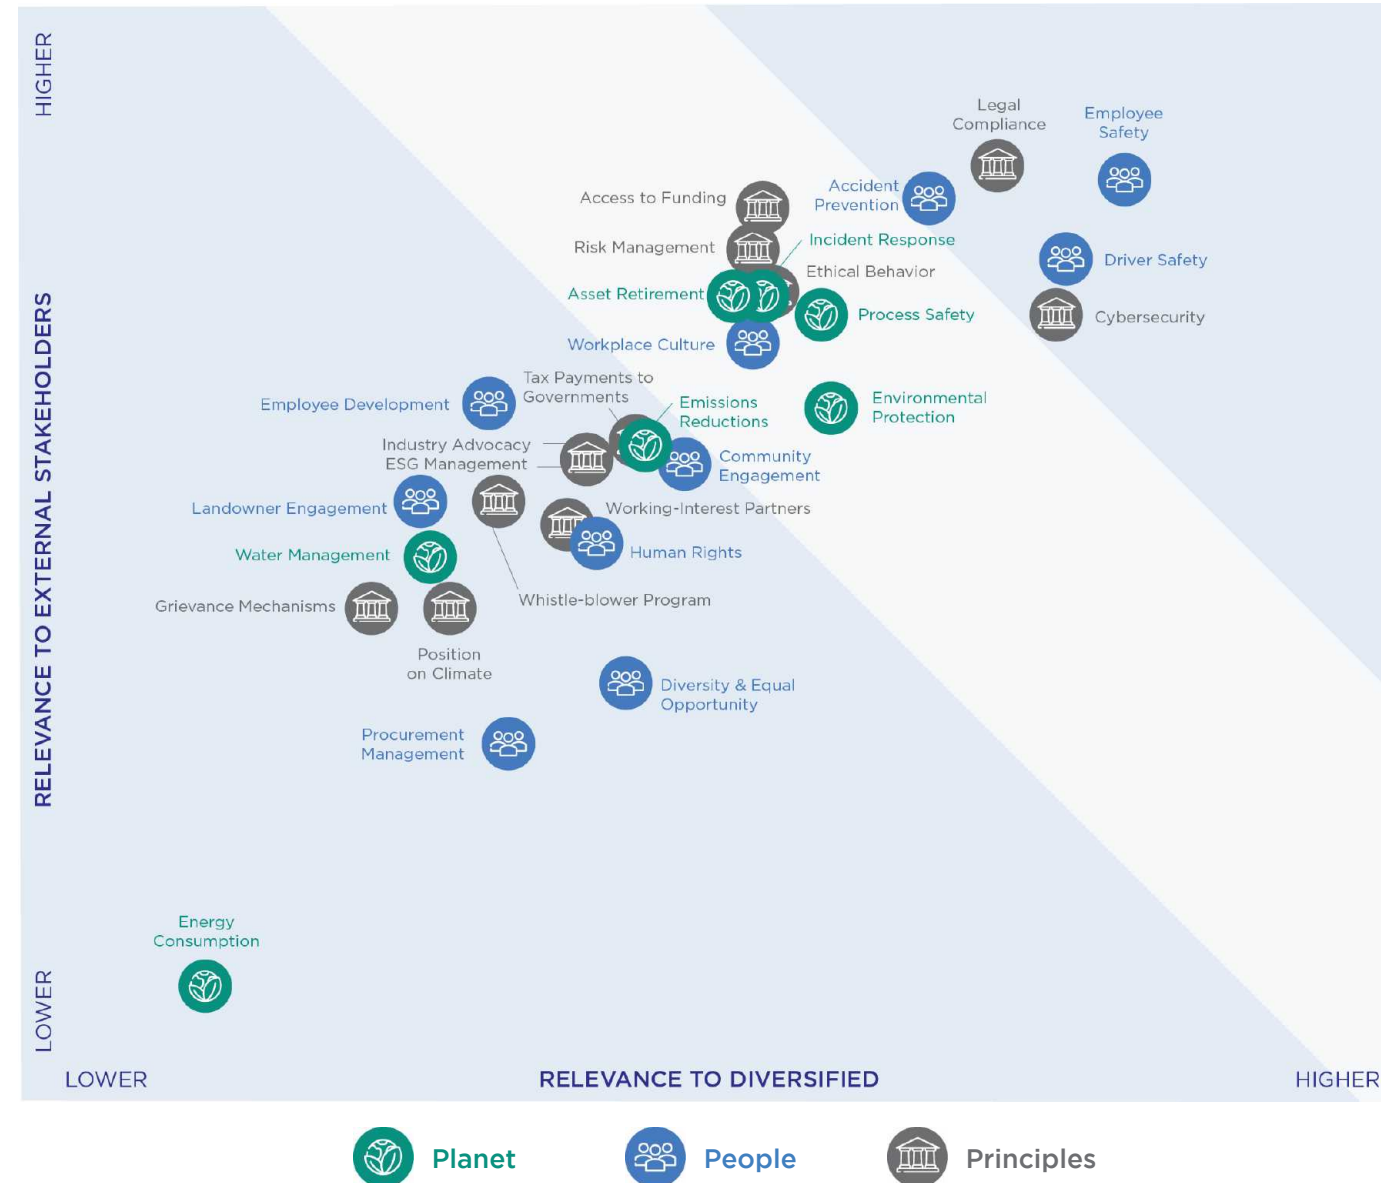 HIGHER
RELEVANCE TO EXTERNAL STAKEHOLDERS
LOWER
Legal
Compliance
Employee
Safety
Accident
Prevention
Access to Funding
Incident Response
Risk Management
Driver Safety
Ethical Behavior
Asset Retirement
Process Safety
Cybersecurity
Workplace Culture
Tax Payments to
Governments
Employee Development
Emissions
Reductions
Environmental
Protection
Industry Advocacy
ESG Management
Community
Engagement
Landowner Engagement
Working-Interest Partners
Water Management
Human Rights
Whistle-blower Program
Grievance Mechanisms
Position
on Climate
Diversity & Equal
Opportunity
Procurement
Management
Energy
Consumption
LOWER
RELEVANCE TO DIVERSIFIED
HIGHER
Planet
People
Principles